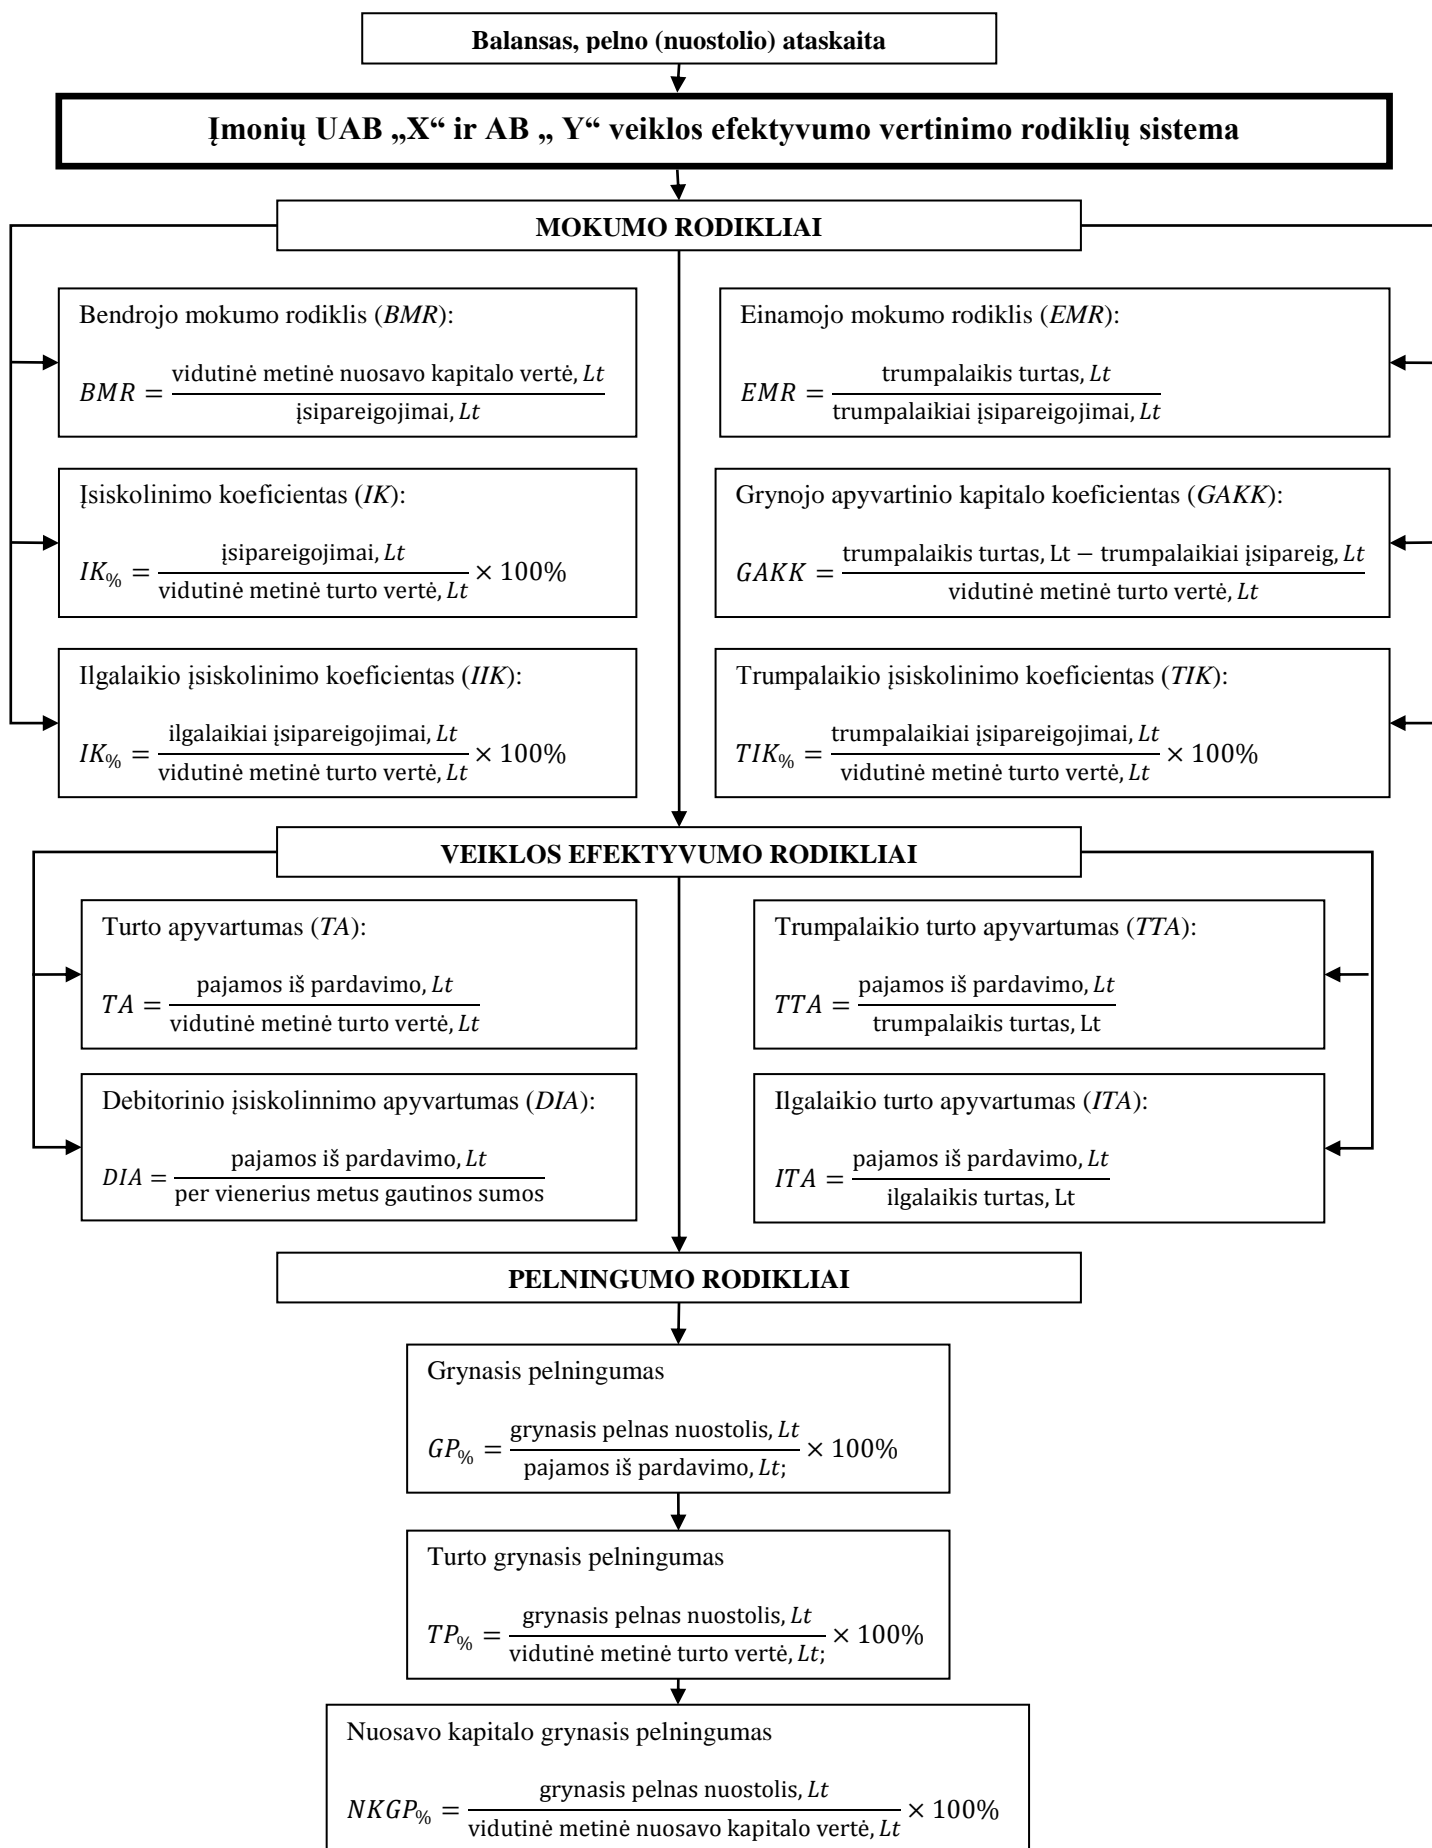 Balansas, pelno (nuostolio) ataskaita
Įmonių UAB „X“ ir AB „ Y“ veiklos efektyvumo vertinimo rodiklių sistema
MOKUMO RODIKLIAI
Bendrojo mokumo rodiklis (BMR):
BMR = vidutinė metinė nuosavo kapitalo vertė, Lt
įsipareigojimai, Lt
Einamojo mokumo rodiklis (EMR):
EMR = trumpalaikis turtas, Lt
trumpalaikiai įsipareigojimai, Lt
Įsiskolinimo koeficientas (IK):
IK% = įsipareigojimai, Lt
vidutinė metinė turto vertė, Lt × 100%
Grynojo apyvartinio kapitalo koeficientas (GAKK):
GAKK = trumpalaikis turtas, Lt − trumpalaikiai įsipareig, Lt
vidutinė metinė turto vertė, Lt
Ilgalaikio įsiskolinimo koeficientas (IIK):
IK% = ilgalaikiai įsipareigojimai, Lt
vidutinė metinė turto vertė, Lt × 100%
Trumpalaikio įsiskolinimo koeficientas (TIK):
TIK% = trumpalaikiai įsipareigojimai, Lt
vidutinė metinė turto vertė, Lt × 100%
VEIKLOS EFEKTYVUMO RODIKLIAI
Turto apyvartumas (TA):
TA = pajamos iš pardavimo, Lt
vidutinė metinė turto vertė, Lt
Trumpalaikio turto apyvartumas (TTA):
TTA = pajamos iš pardavimo, Lt
trumpalaikis turtas, Lt
Debitorinio įsiskolinnimo apyvartumas (DIA):
DIA = pajamos iš pardavimo, Lt
per vienerius metus gautinos sumos
Ilgalaikio turto apyvartumas (ITA):
ITA = pajamos iš pardavimo, Lt
ilgalaikis turtas, Lt
PELNINGUMO RODIKLIAI
Grynasis pelningumas
GP% = grynasis pelnas nuostolis, Lt
pajamos iš pardavimo, Lt; × 100%
Turto grynasis pelningumas
TP% = grynasis pelnas nuostolis, Lt
vidutinė metinė turto vertė, Lt; × 100%
Nuosavo kapitalo grynasis pelningumas
NKGP% = grynasis pelnas nuostolis, Lt
vidutinė metinė nuosavo kapitalo vertė, Lt × 100%